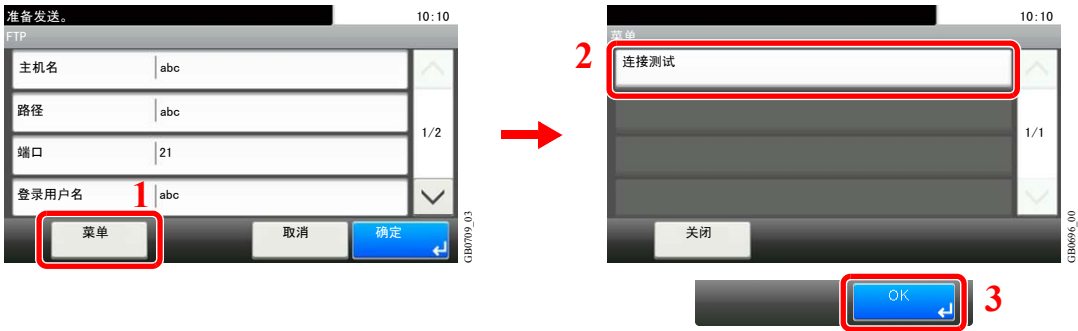 准备发送。
10:10
FTP
主机名
abc
路径
abc
端口
21
登录用户名
abc
1/2
1
菜单
取消
确定
GB0709_03
10:10
菜单
2
连接测试
1/1
关闭
GB0696_00
OK
3